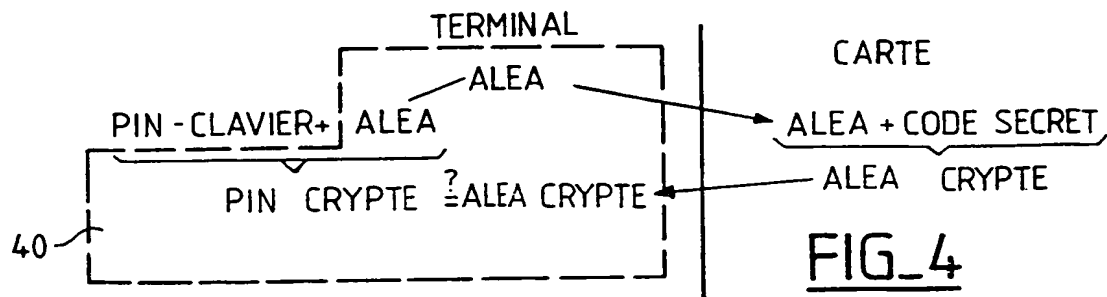 TERMINAL
CARTE
ALEA
PIN-CLAVIER+ ALEA
ALEA + CODE SECRET
PIN CRYPTE ?= ALEA CRYPTE
ALEA CRYPTE
40
FIG_4